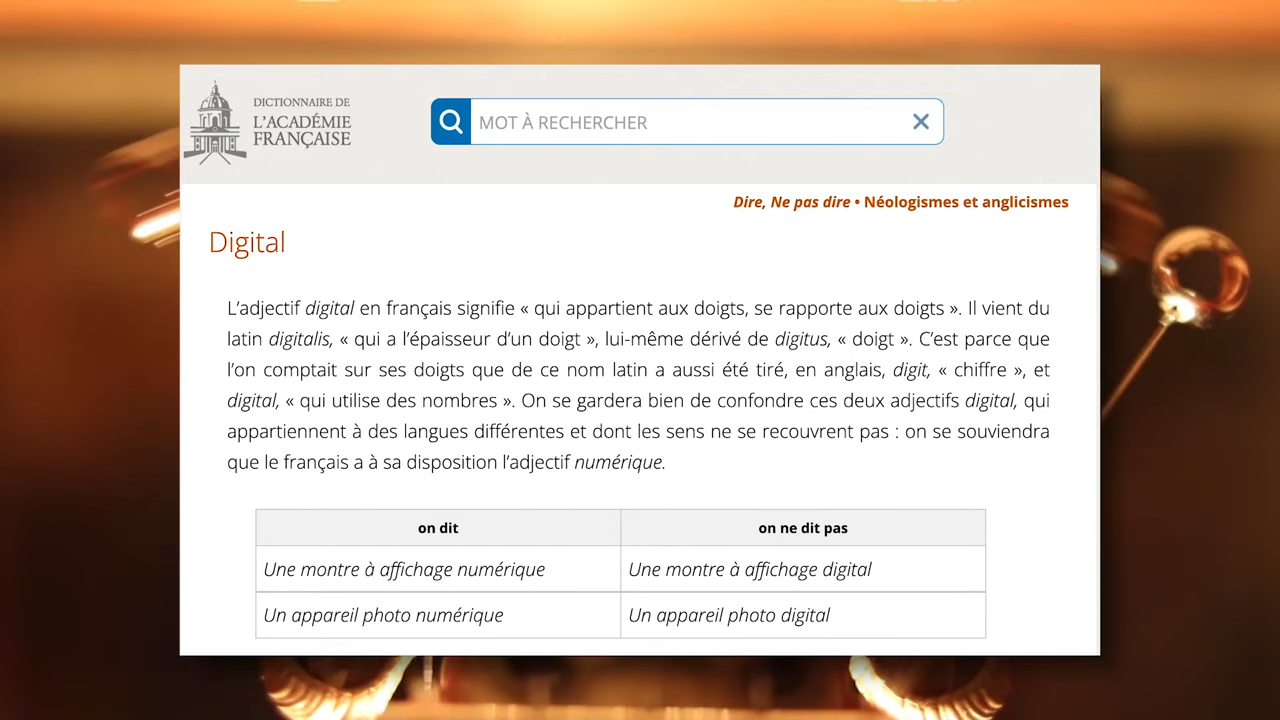 DICTIONNAIRE DE
L'ACADÉMIE
FRANÇAISE
MOT À RECHERCHER
Dire, Ne pas dire • Néologismes et anglicismes
Digital
L'adjectif digital en français signifie « qui appartient aux doigts, se rapporte aux doigts ». Il vient du
latin digitalis, « qui a l'épaisseur d'un doigt », lui-même dérivé de digitus, « doigt ». C'est parce que
l'on comptait sur ses doigts que de ce nom latin a aussi été tiré, en anglais, digit, « chiffre », et
digital, « qui utilise des nombres ». On se gardera bien de confondre ces deux adjectifs digital, qui
appartiennent à des langues différentes et dont les sens ne se recouvrent pas : on se souviendra
que le français a à sa disposition l'adjectif numérique.
on dit on ne dit pas
Une montre à affichage numérique Une montre à affichage digital
Un appareil photo numérique Un appareil photo digital